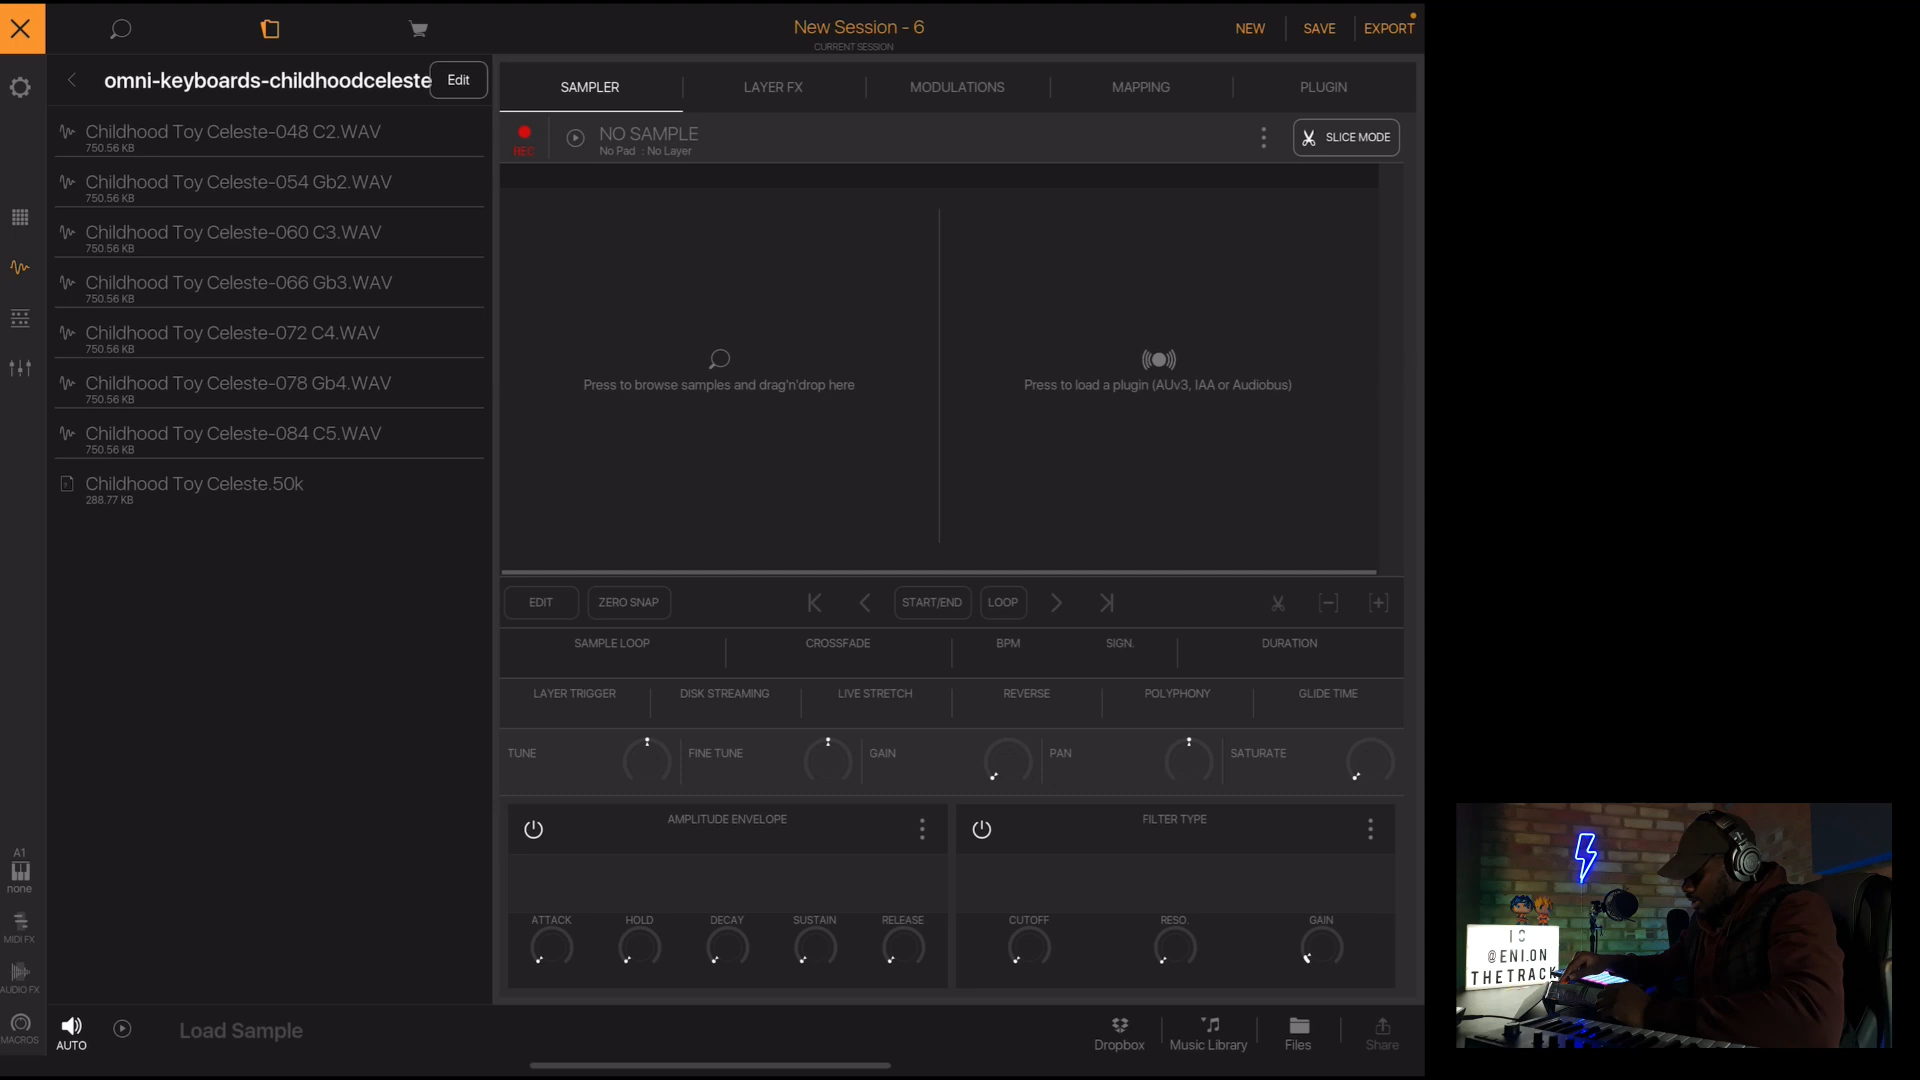 New Session - 6
CURRENT SESSION
NEW
SAVE
EXPORT
omni-keyboards-childhoodceleste
Edit
Childhood Toy Celeste-048 C2.WAV
750.56 KB
Childhood Toy Celeste-054 Gb2.WAV
750.56 KB
Childhood Toy Celeste-060 C3.WAV
750.56 KB
Childhood Toy Celeste-066 Gb3.WAV
750.56 KB
Childhood Toy Celeste-072 C4.WAV
750.56 KB
Childhood Toy Celeste-078 Gb4.WAV
750.56 KB
Childhood Toy Celeste-084 C5.WAV
750.56 KB
Childhood Toy Celeste.50k
288.77 KB
SAMPLER
LAYER FX
MODULATIONS
MAPPING
PLUGIN
REC
NO SAMPLE
No Pad : No Layer
SLICE MODE
Press to browse samples and drag'n'drop here
Press to load a plugin (AUv3, IAA or Audiobus)
EDIT
ZERO SNAP
START/END
LOOP
SAMPLE LOOP
CROSSFADE
BPM
SIGN.
DURATION
LAYER TRIGGER
DISK STREAMING
LIVE STRETCH
REVERSE
POLYPHONY
GLIDE TIME
TUNE
FINE TUNE
GAIN
PAN
SATURATE
AMPLITUDE ENVELOPE
FILTER TYPE
ATTACK
HOLD
DECAY
SUSTAIN
RELEASE
CUTOFF
RESO.
GAIN
A1
none
MIDI FX
AUDIO FX
MACROS
AUTO
Load Sample
Dropbox
Music Library
Files
Share
IS
@ENI.ON
THETRACK